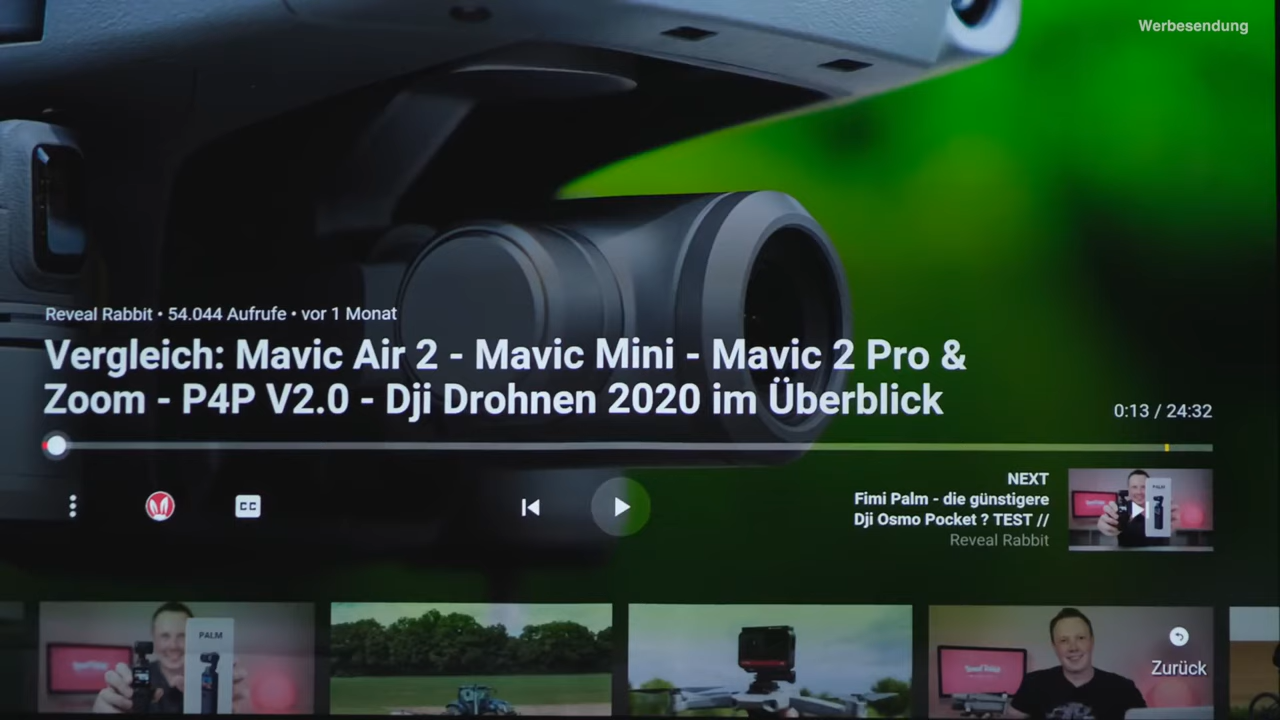 Werbesendung
Reveal Rabbit • 54.044 Aufrufe • vor 1 Monat
Vergleich: Mavic Air 2 - Mavic Mini - Mavic 2 Pro &
Zoom - P4P V2.0 - Dji Drohnen 2020 im Überblick
0:13 / 24:32
CC
NEXT
Fimi Palm - die günstigere
Dji Osmo Pocket ? TEST //
Reveal Rabbit
PALM
PALM
Zurück